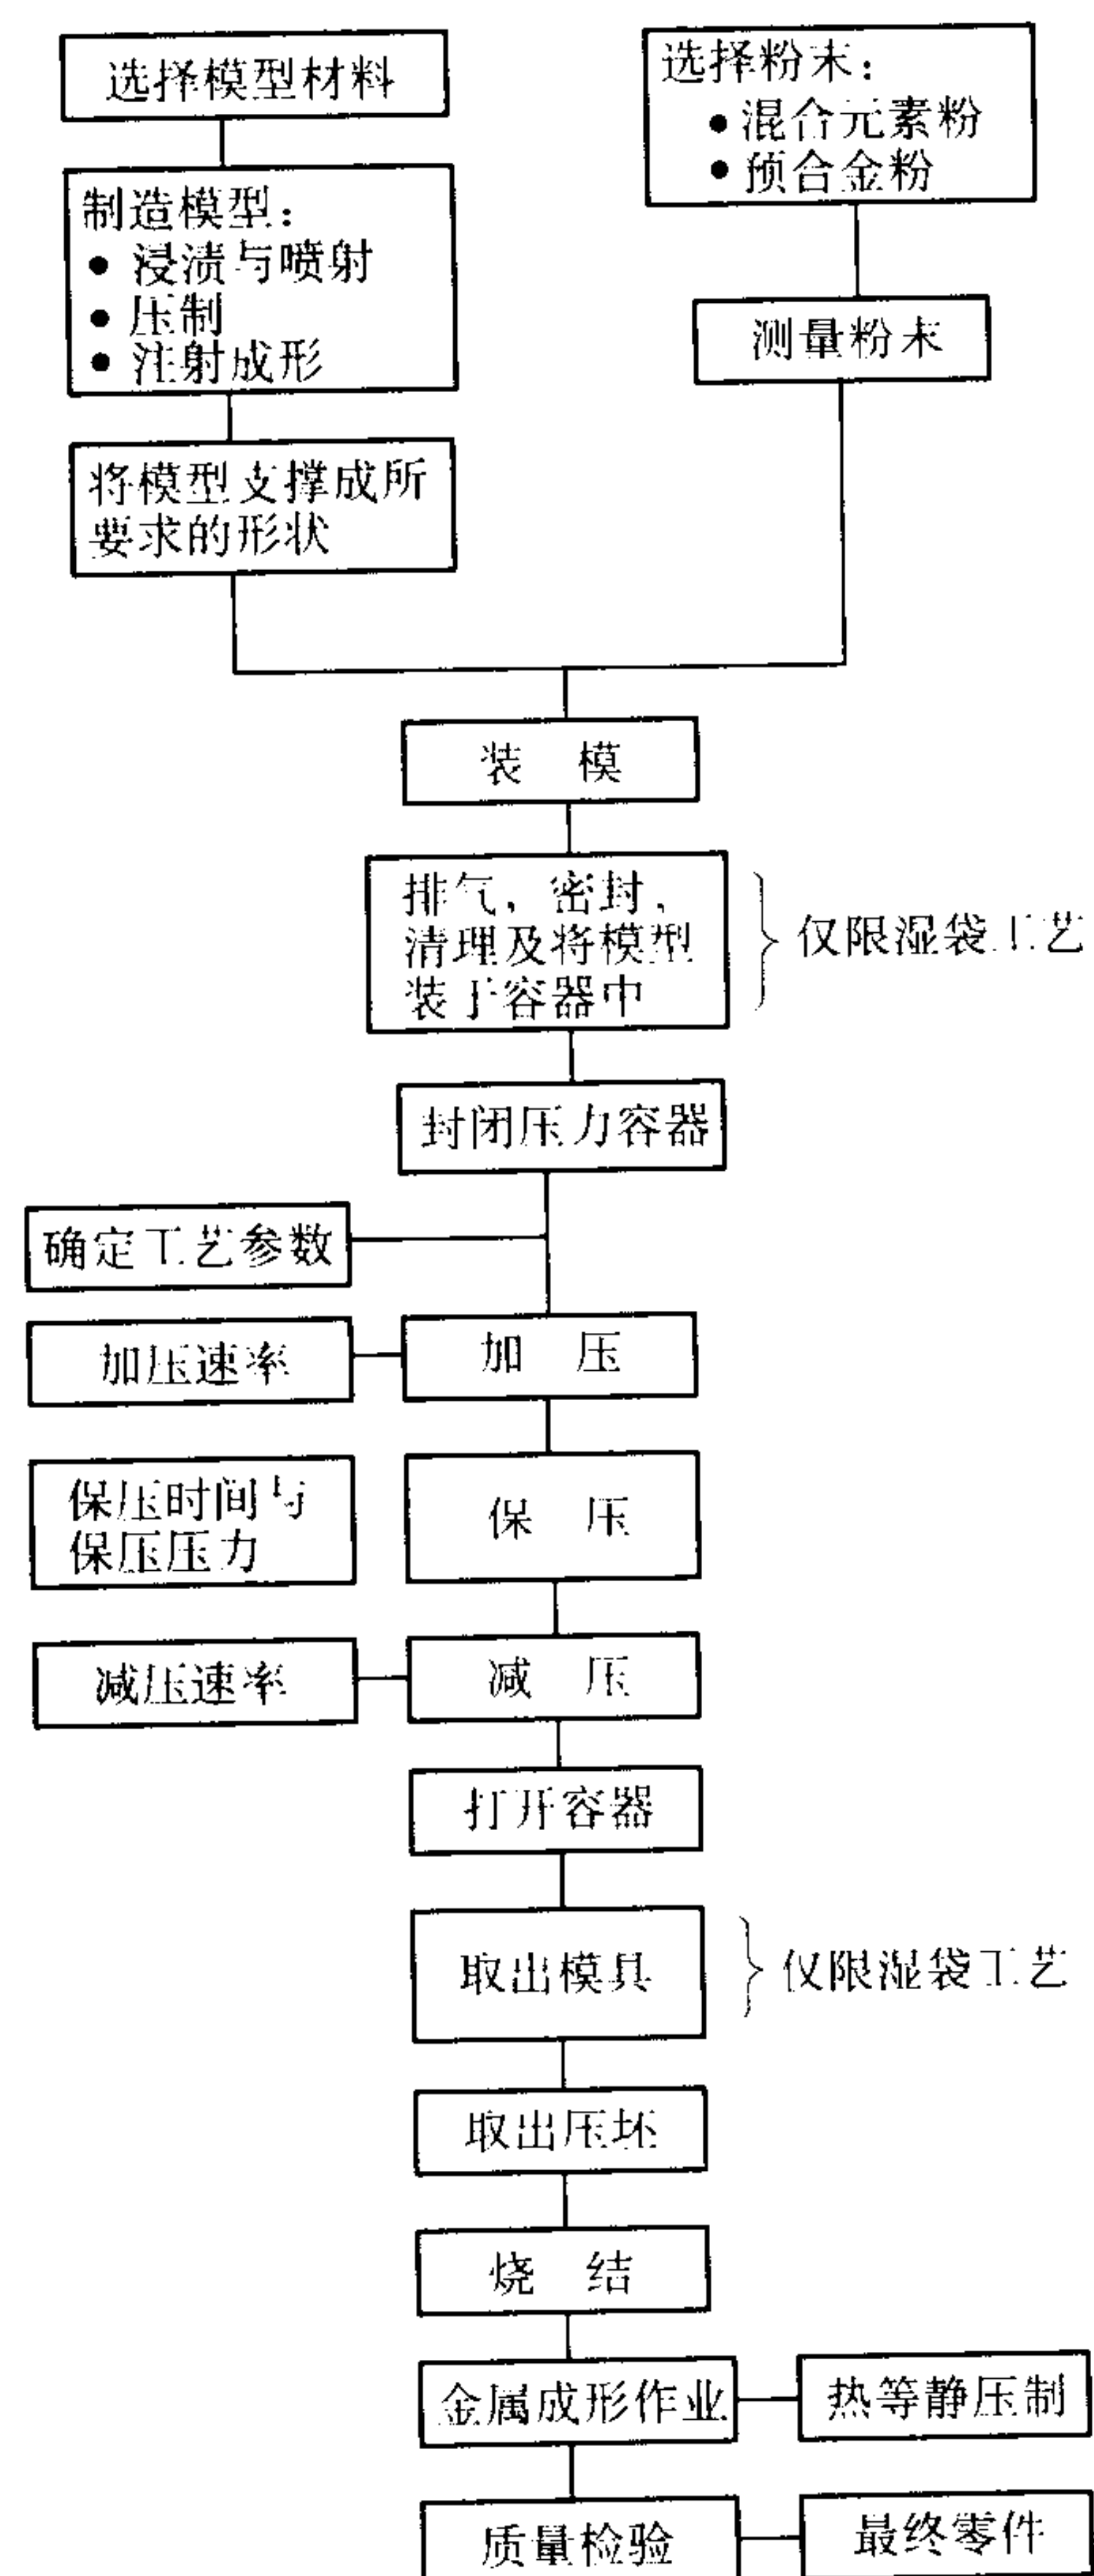 选择模型材料
制造模型：
● 浸渍与喷射
● 压制
● 注射成形
将模型支撑成所
要求的形状
选择粉末：
● 混合元素粉
● 预合金粉
测量粉末
装 模
排气，密封，
清理及将模型
装于容器中
仅限湿袋工艺
封闭压力容器
确定工艺参数
加压速率
加 压
保压时间与
保压压力
保 压
减压速率
减 压
打开容器
取出模具
仅限湿袋工艺
取出压坯
烧 结
金属成形作业
热等静压制
质量检验
最终零件